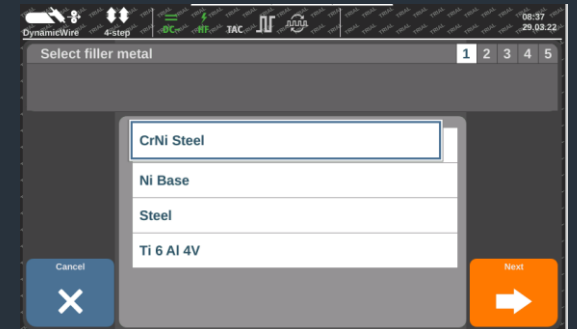 08:37
DynamicWire 4-step DC- HF TAC 29.03.22
Select filler metal 1 2 3 4 5
CrNi Steel
Ni Base
Steel
Ti 6 Al 4V
Cancel Next
TRIAL